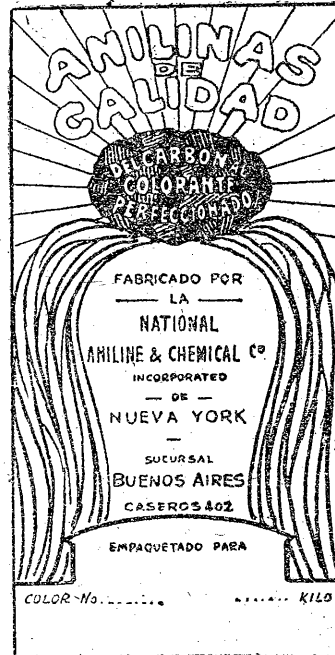 ANILINAS
DE
CALIDAD
DEL CARBON AL
COLORANTE
PERFECCIONADO
FABRICADO POR
LA
NATIONAL
ANILINE & CHEMICAL Cº
INCORPORATED
DE
NUEVA YORK
SUCURSAL
BUENOS AIRES
CASEROS 402
EMPAQUETADO PARA
COLOR-No........ ....... KILO